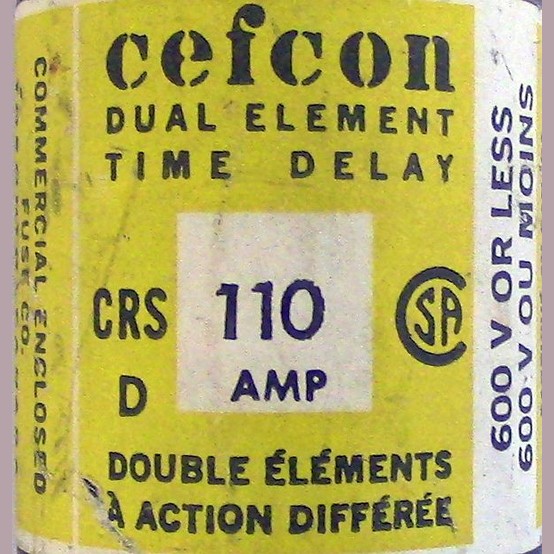 cefcon
DUAL ELEMENT
TIME DELAY
CRS 110
D AMP
CSA
DOUBLE ÉLÉMENTS
À ACTION DIFFÉRÉE
600 V OR LESS
600 V OU MOINS
COMMERCIAL ENCLOSED
FUSE CO.